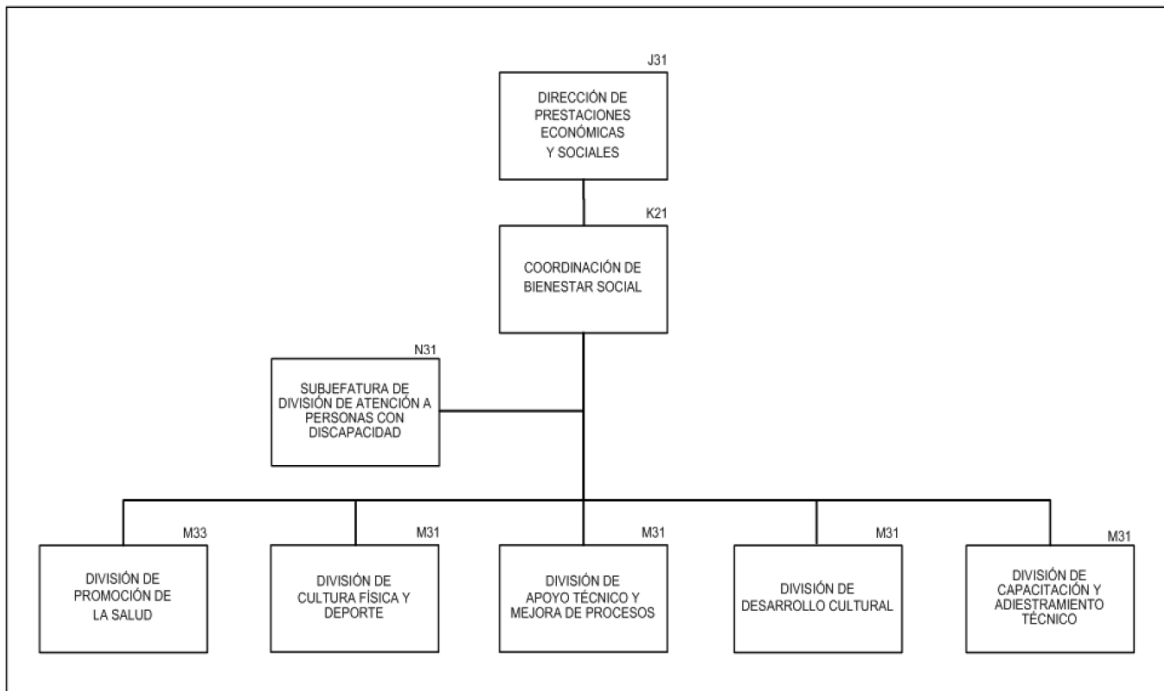 J31
DIRECCIÓN DE
PRESTACIONES
ECONÓMICAS
Y SOCIALES
K21
COORDINACIÓN DE
BIENESTAR SOCIAL
N31
SUBJEFATURA DE
DIVISIÓN DE ATENCIÓN A
PERSONAS CON
DISCAPACIDAD
M33
DIVISIÓN DE
PROMOCIÓN DE
LA SALUD
M31
DIVISIÓN DE
CULTURA FÍSICA Y
DEPORTE
M31
DIVISIÓN DE
APOYO TÉCNICO Y
MEJORA DE PROCESOS
M31
DIVISIÓN DE
DESARROLLO CULTURAL
M31
DIVISIÓN DE
CAPACITACIÓN Y
ADIESTRAMIENTO
TÉCNICO